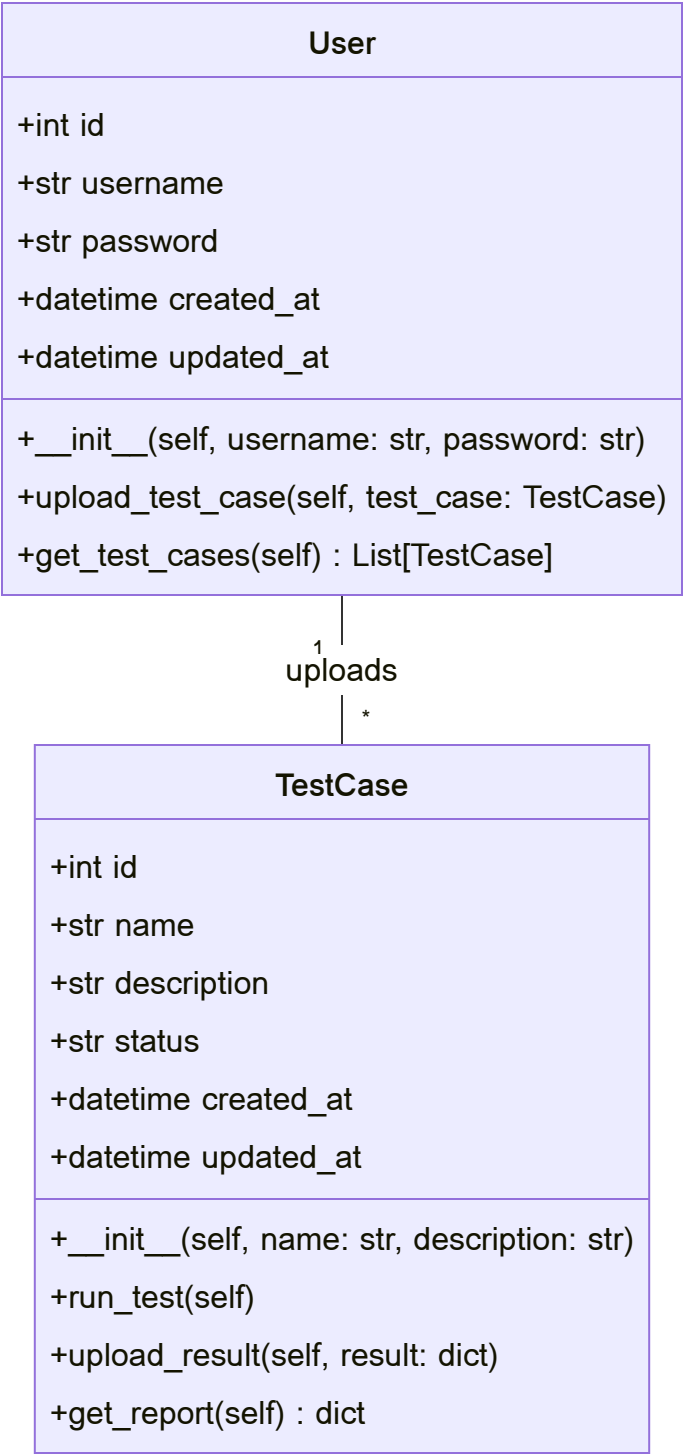 User
+int id
+str username
+str password
+datetime created_at
+datetime updated_at
+__init__(self, username: str, password: str)
+upload_test_case(self, test_case: TestCase)
+get_test_cases(self) : List[TestCase]
1
uploads
*
TestCase
+int id
+str name
+str description
+str status
+datetime created_at
+datetime updated_at
+__init__(self, name: str, description: str)
+run_test(self)
+upload_result(self, result: dict)
+get_report(self) : dict